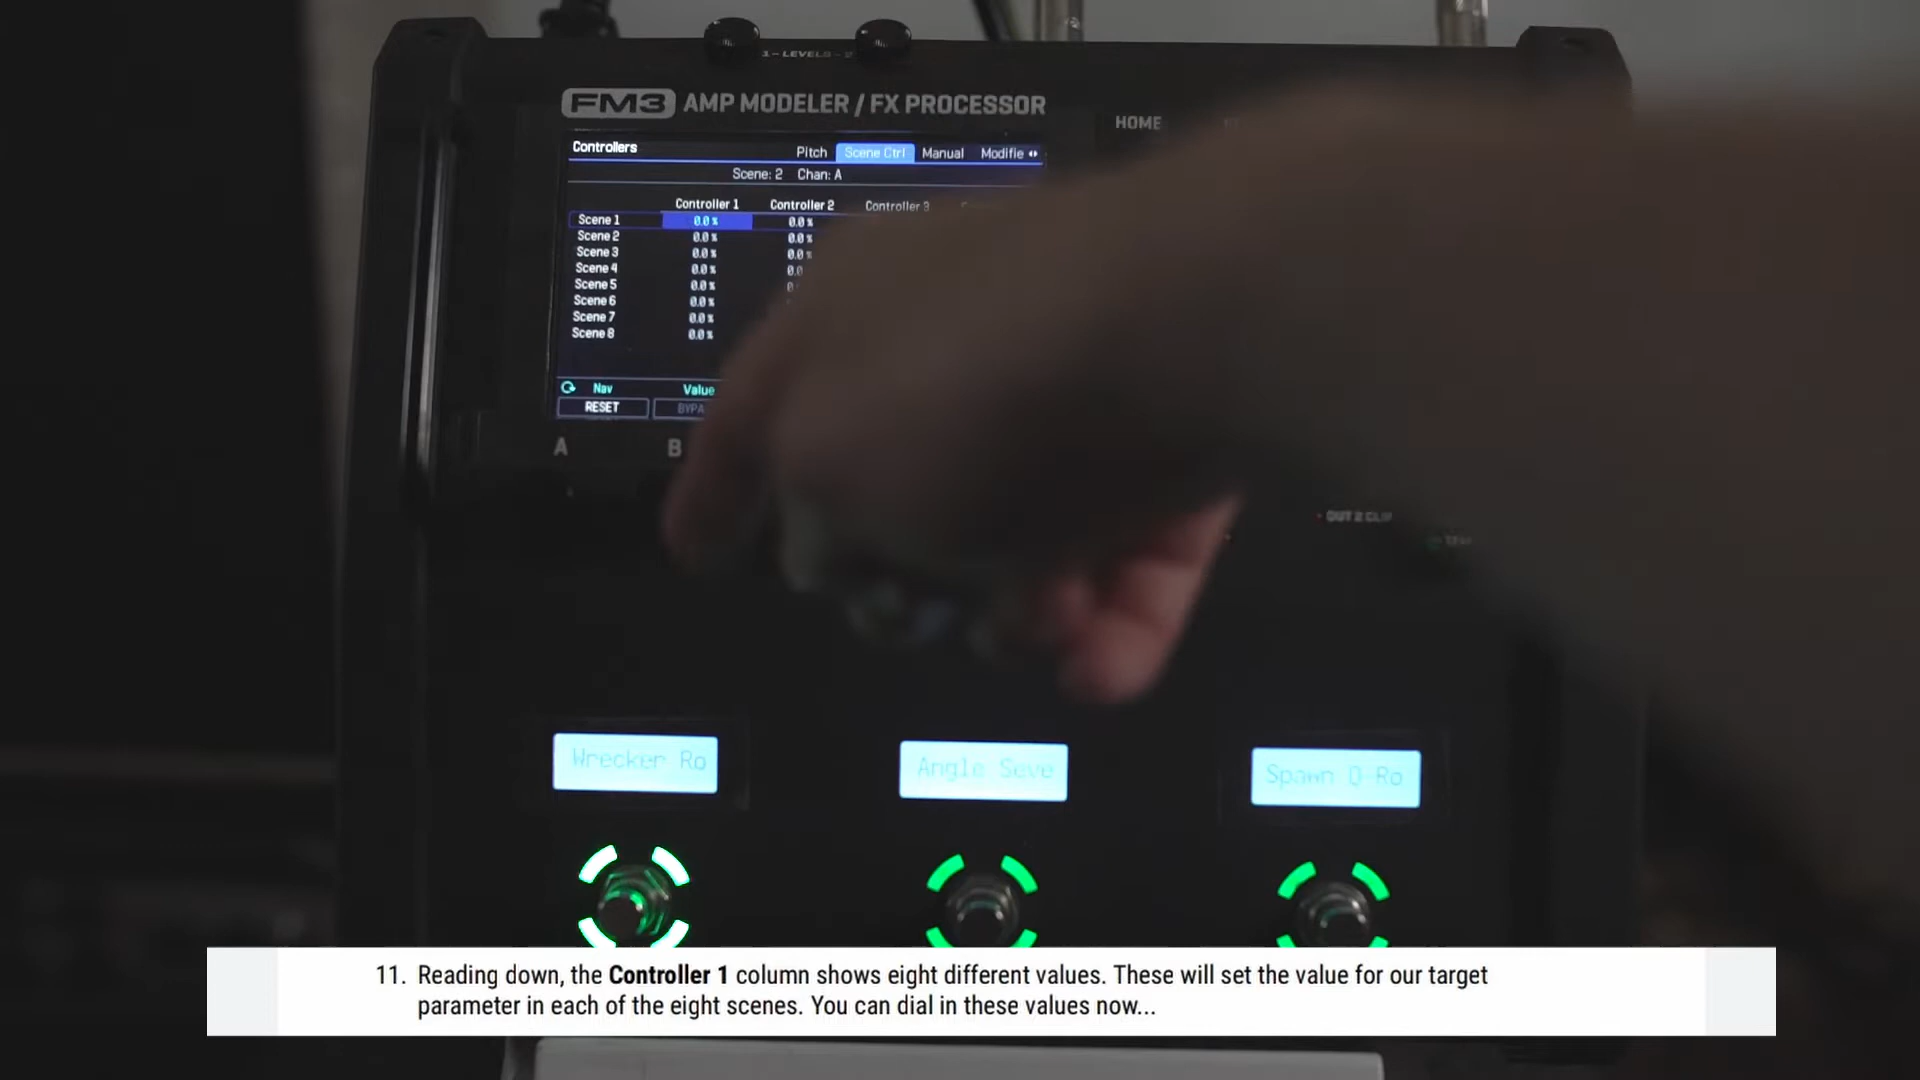 1 - LEVELS - 2
FM3 AMP MODELER / FX PROCESSOR
HOME
Controllers
Pitch Scene Ctrl Manual Modifie
Scene: 2 Chan: A
Controller 1 Controller 2 Controller 3
Scene 1 0.0 % 0.0 %
Scene 2 0.0 % 0.0 %
Scene 3 0.0 % 0.0 %
Scene 4 0.0 % 0.0
Scene 5 0.0 % 0
Scene 6 0.0 %
Scene 7 0.0 %
Scene 8 0.0 %
Nav Value
RESET BYPA
A B
OUT 2 CLIP
Wrecker Ro
Angle Seve
Spawn Q-Ro
11. Reading down, the Controller 1 column shows eight different values. These will set the value for our target
parameter in each of the eight scenes. You can dial in these values now...